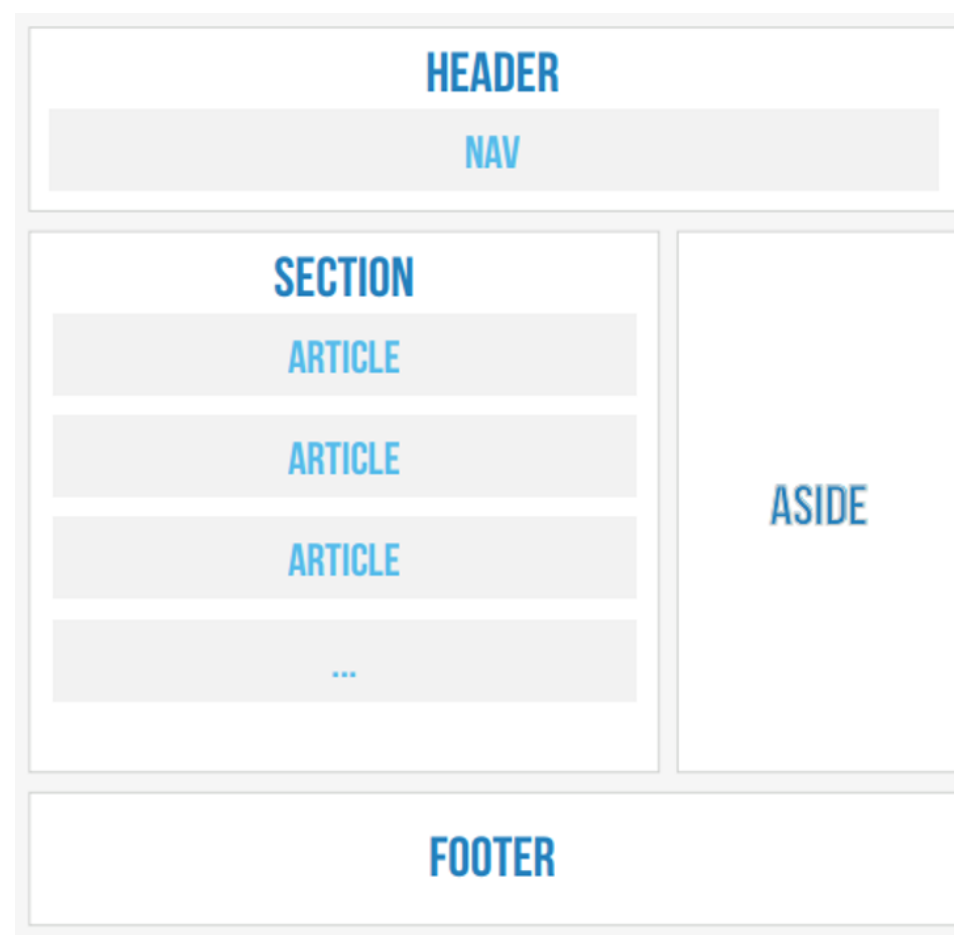 HEADER
NAV
SECTION
ARTICLE
ARTICLE
ARTICLE
...
ASIDE
FOOTER